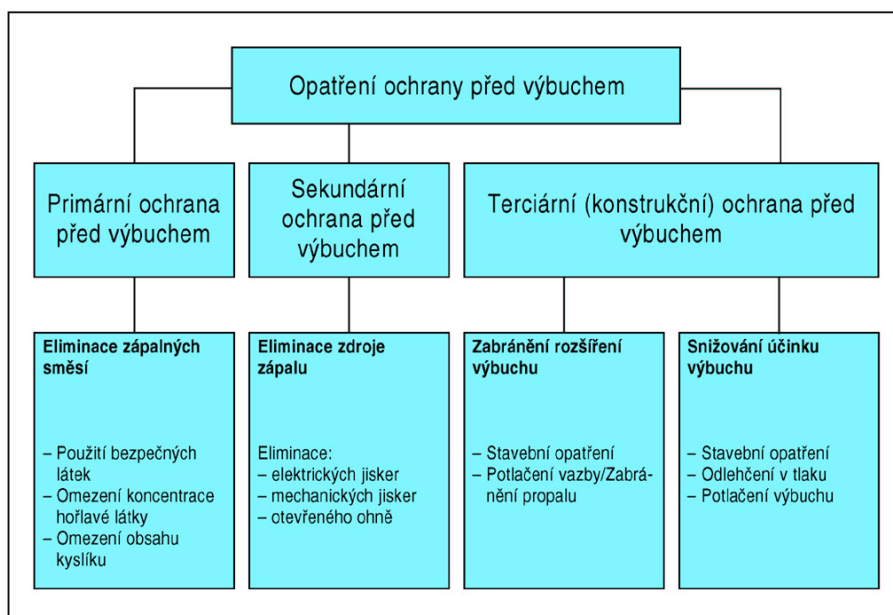 Opatření ochrany před výbuchem
Primární ochrana
před výbuchem
Sekundární
ochrana před
výbuchem
Terciární (konstrukční) ochrana před
výbuchem
Eliminace zápalných
směsí
– Použití bezpečných
látek
– Omezení koncentrace
hořlavé látky
– Omezení obsahu
kyslíku
Eliminace zdroje
zápalu
Eliminace:
– elektrických jisker
– mechanických jisker
– otevřeného ohně
Zabránění rozšíření
výbuchu
– Stavební opatření
– Potlačení vazby/Zabrá-
nění propalu
Snižování účinku
výbuchu
– Stavební opatření
– Odlehčení v tlaku
– Potlačení výbuchu